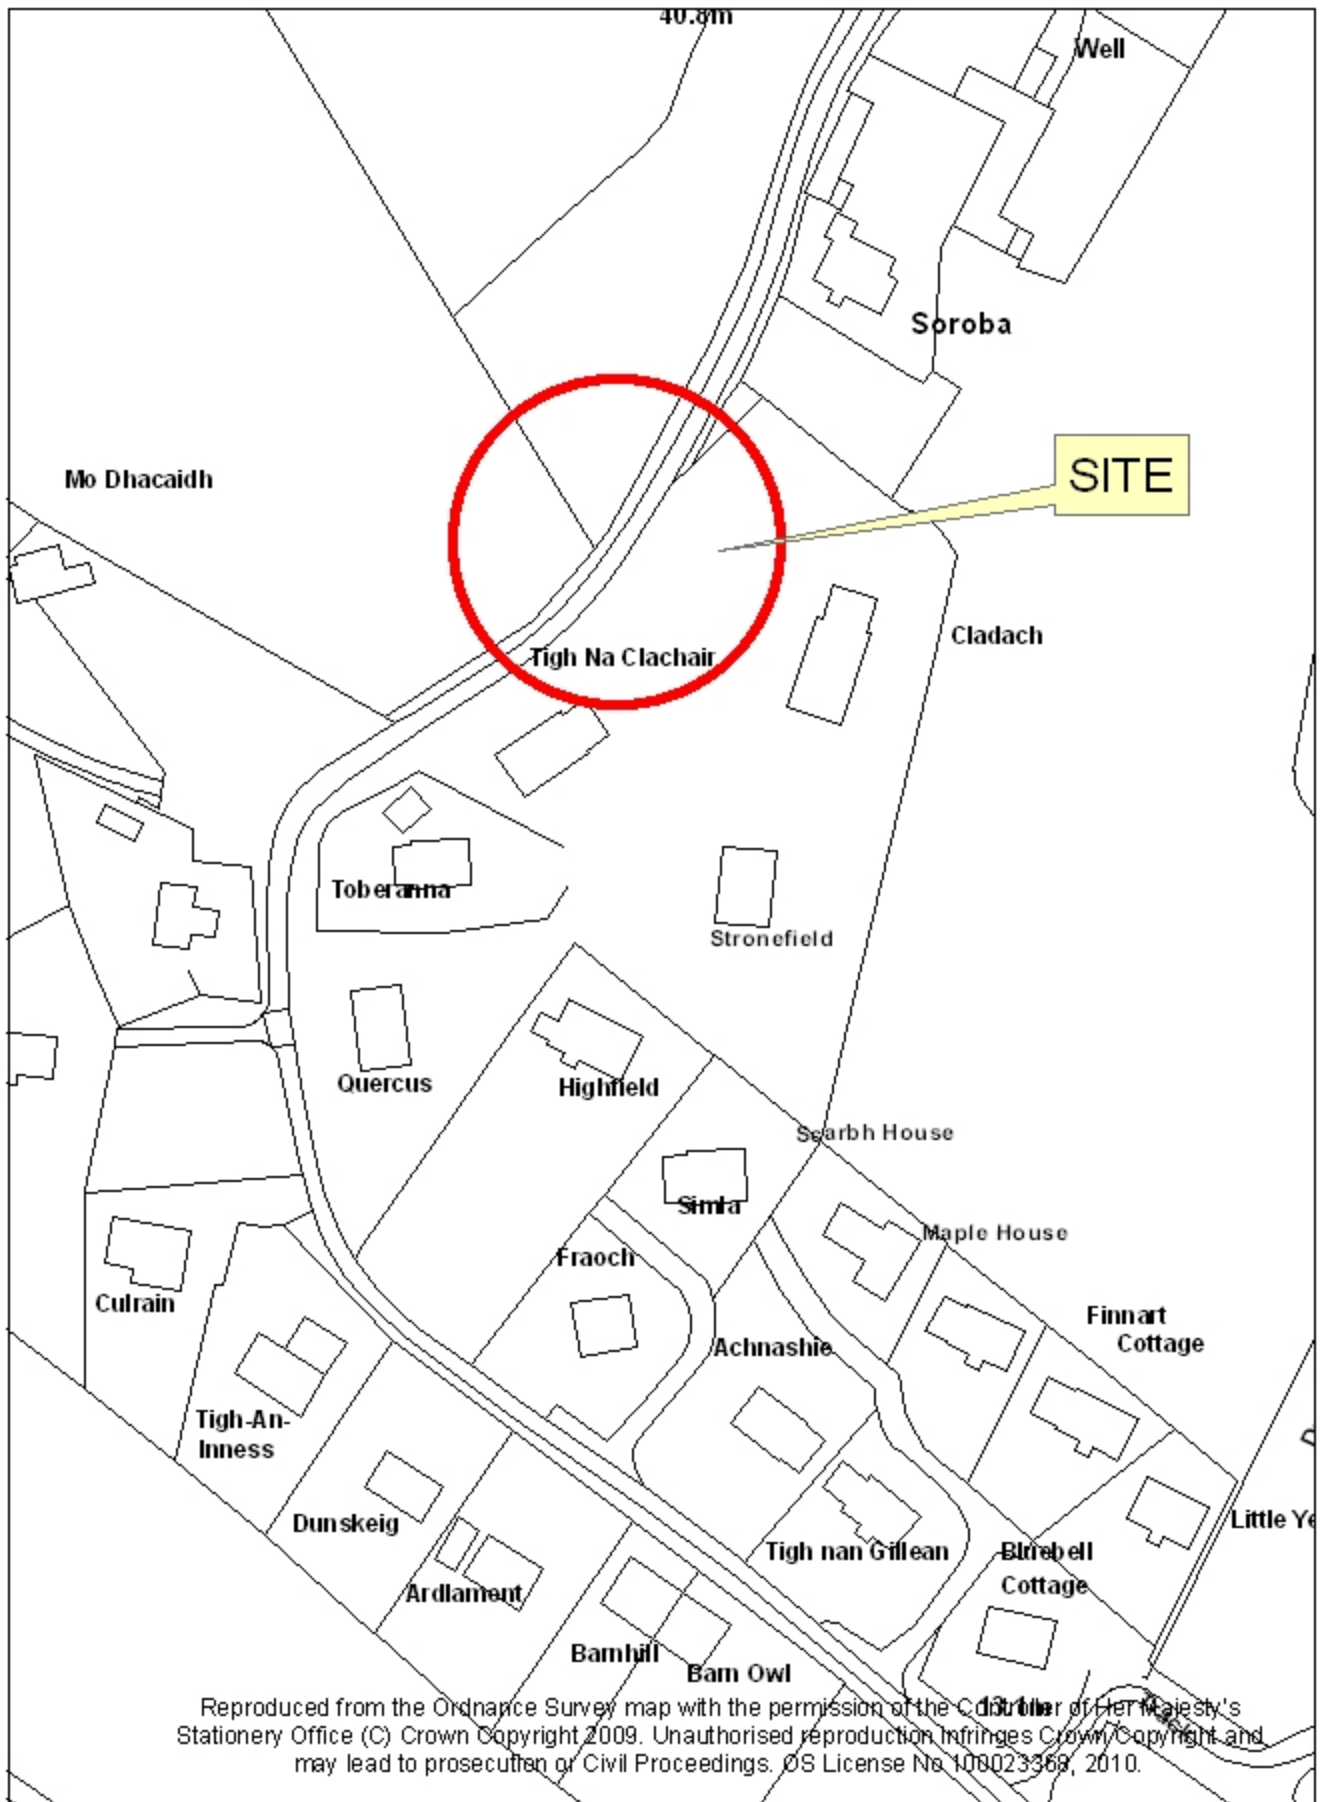 40.8m
Well
Soroba
Mo Dhacaidh
SITE
Cladach
Tigh Na Clachair
Toberanna
Stronefield
Quercus
Highfield
Scarbh House
Simla
Maple House
Fraoch
Culrain
Finnart
Cottage
Achnashie
Tigh-An-
Inness
Dunskeig
Little Ye
Tigh nan Gillean
Bluebell
Cottage
Ardlamont
Barnhill
Barn Owl
Reproduced from the Ordnance Survey map with the permission of the Controller of Her Majesty's
Stationery Office (C) Crown Copyright 2009. Unauthorised reproduction infringes Crown Copyright and
may lead to prosecution or Civil Proceedings. OS License No 100023368, 2010.